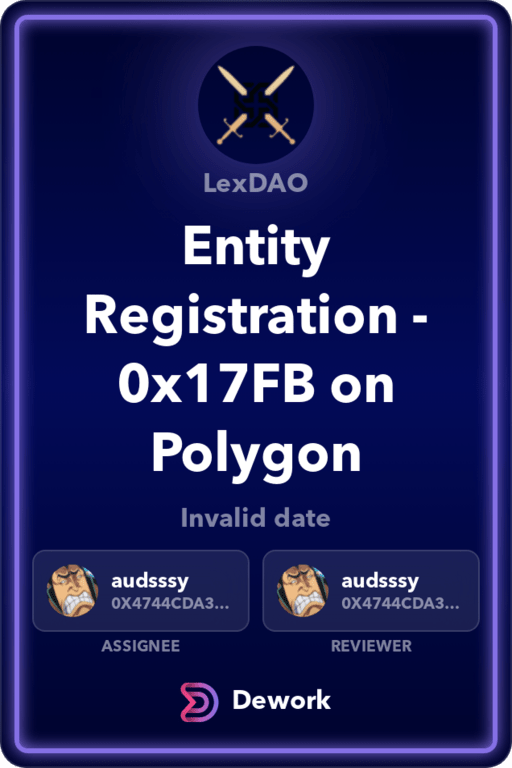 LexDAO
Entity
Registration -
0x17FB on
Polygon
Invalid date
audsssy
0X4744CDA3...
audsssy
0X4744CDA3...
ASSIGNEE
REVIEWER
Dework